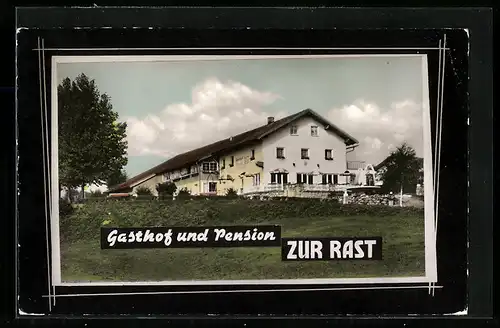 Gasthof und Pension
ZUR RAST